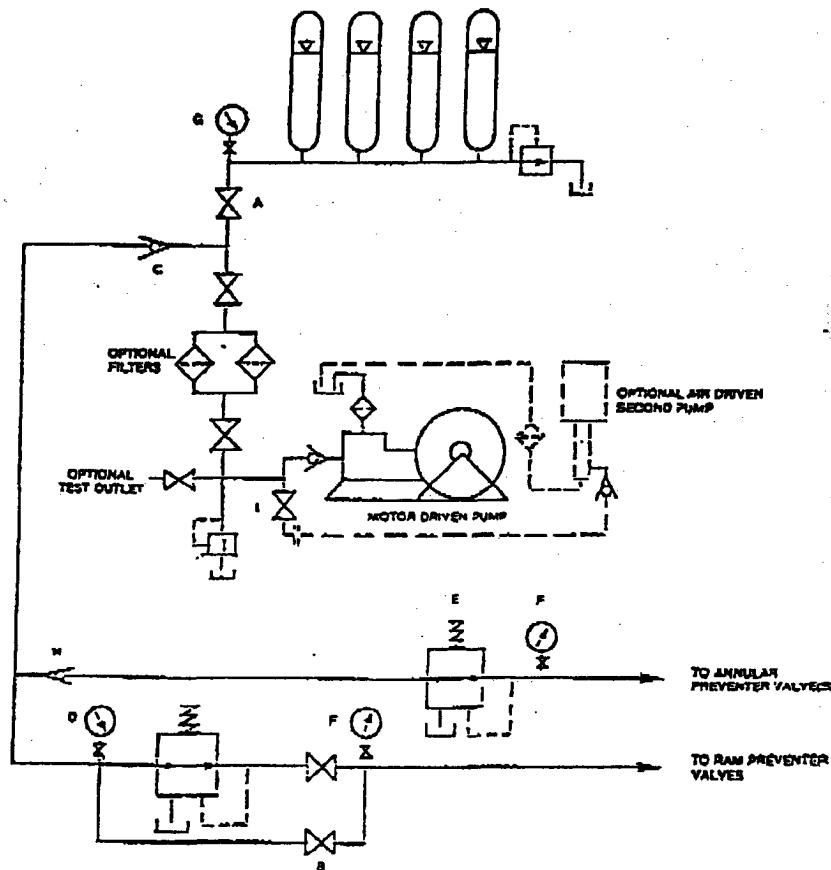 G
A
C
OPTIONAL
FILTERS
OPTIONAL AIR DRIVEN
SECOND PUMP
OPTIONAL
TEST OUTLET
I
MOTOR DRIVEN PUMP
E
F
H
TO ANNULAR
PREVENTER VALVES
D
F
TO RAM PREVENTER
VALVES
B